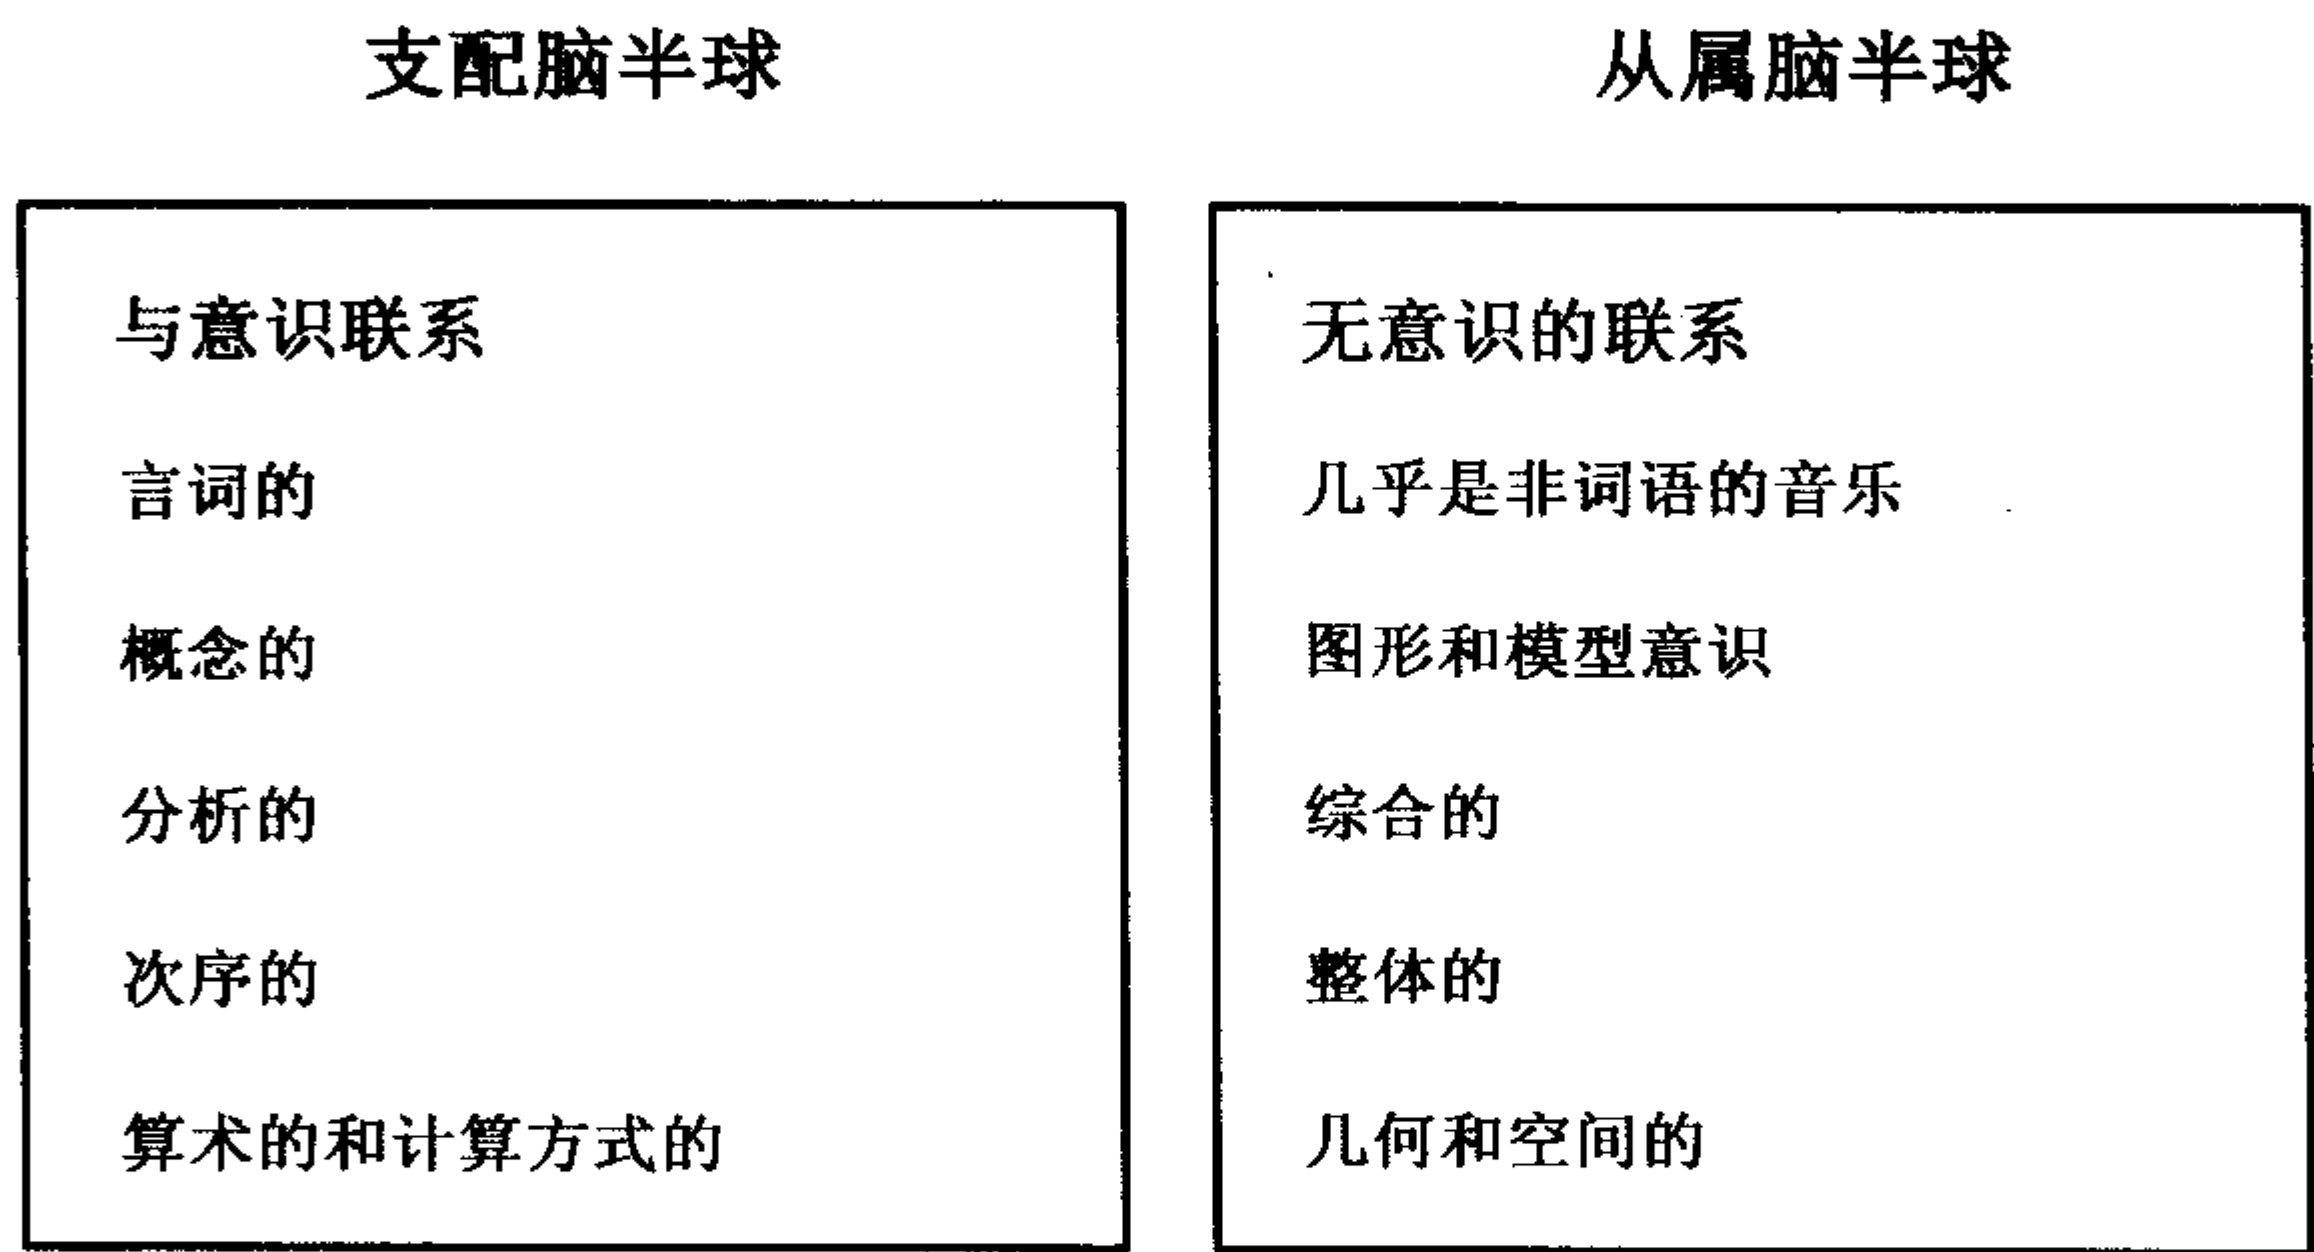 支配脑半球
从属脑半球
与意识联系
言词的
概念的
分析的
次序的
算术的和计算方式的
无意识的联系
几乎是非词语的音乐
图形和模型意识
综合的
整体的
几何和空间的